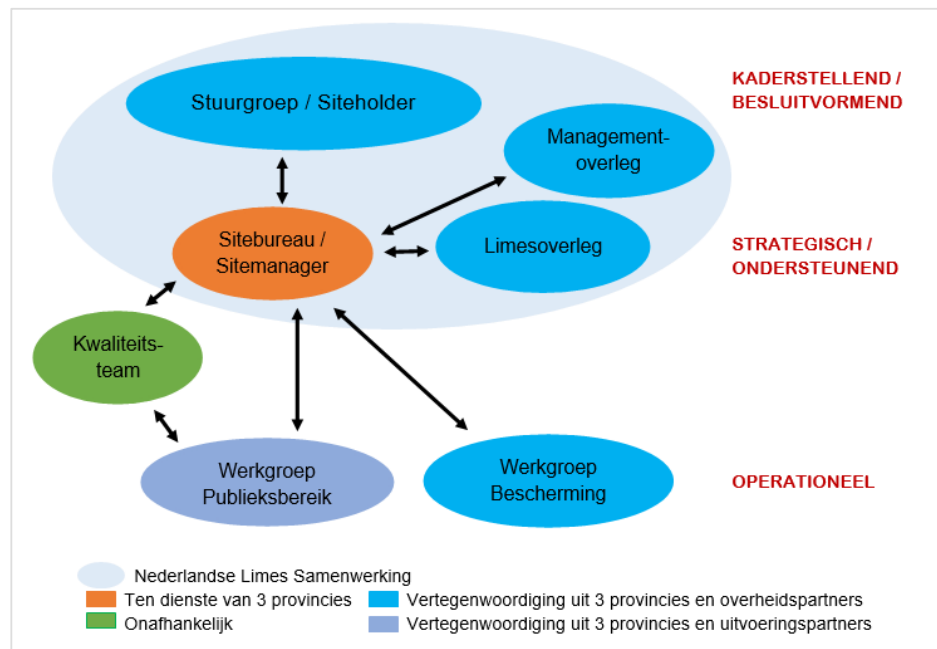 Stuurgroep / Siteholder
KADERSTELLEND /
BESLUITVORMEND
Management-
overleg
Sitebureau /
Sitemanager
Limesoverleg
STRATEGISCH /
ONDERSTEUNEND
Kwaliteits-
team
Werkgroep
Publieksbereik
Werkgroep
Bescherming
OPERATIONEEL
Nederlandse Limes Samenwerking
Ten dienste van 3 provincies
Vertegenwoordiging uit 3 provincies en overheidspartners
Onafhankelijk
Vertegenwoordiging uit 3 provincies en uitvoeringspartners